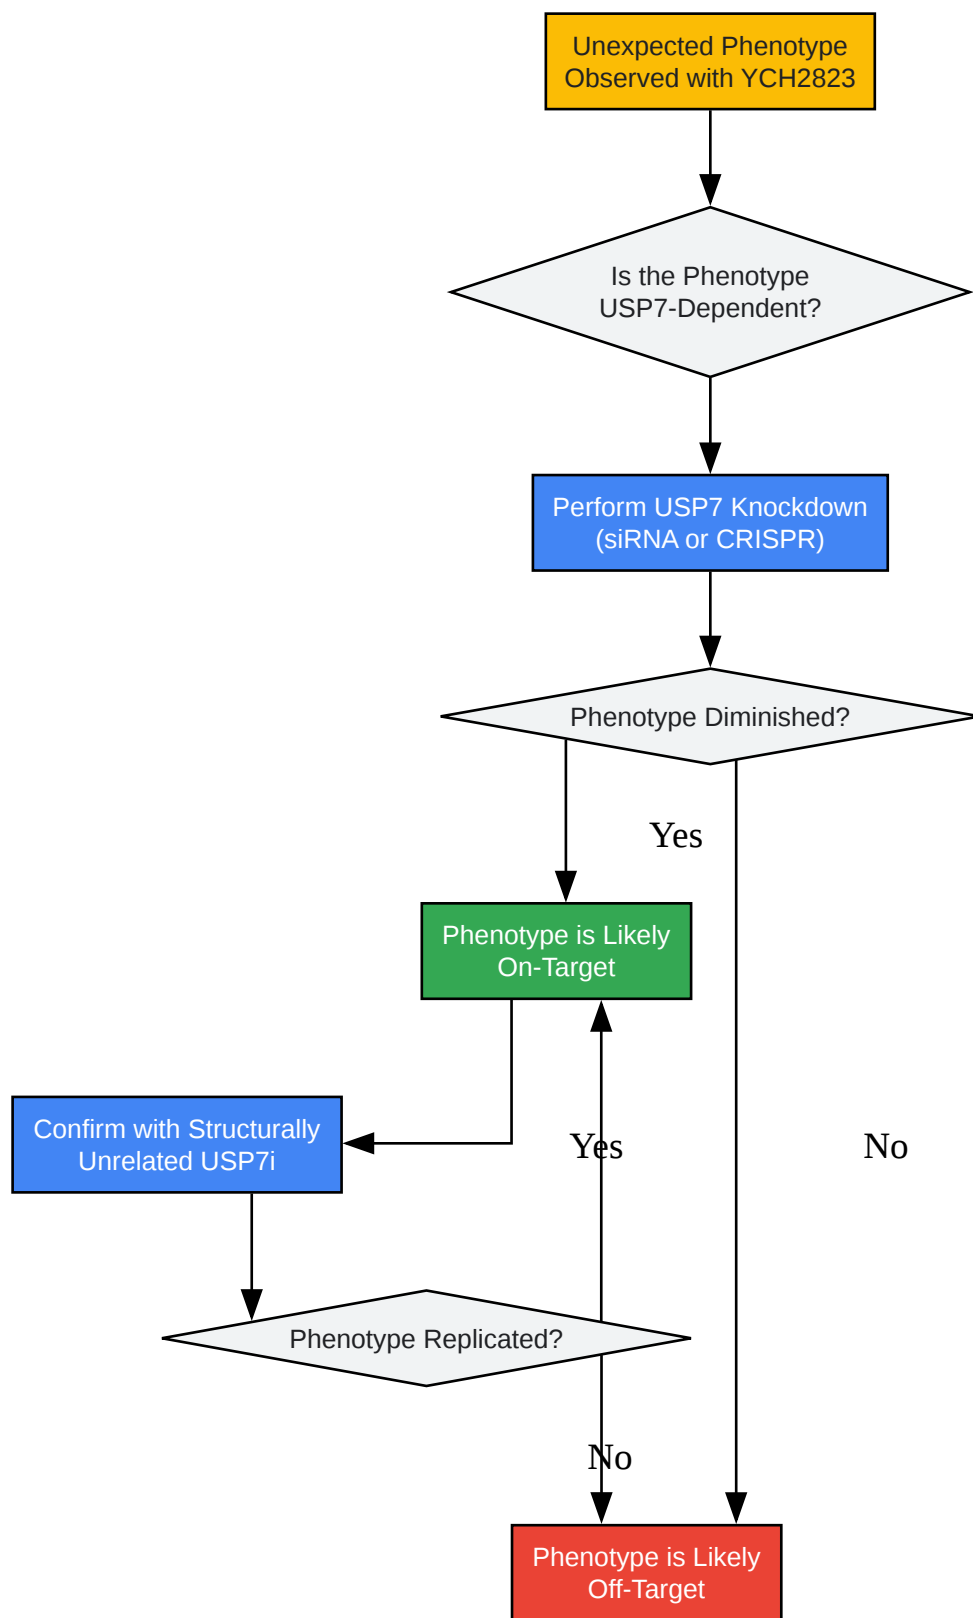 Unexpected Phenotype
Observed with YCH2823
Is the Phenotype
USP7-Dependent?
Perform USP7 Knockdown
(siRNA or CRISPR)
Phenotype Diminished?
Yes
Phenotype is Likely
On-Target
Confirm with Structurally
Unrelated USP7i
Yes
No
Phenotype Replicated?
No
Phenotype is Likely
Off-Target